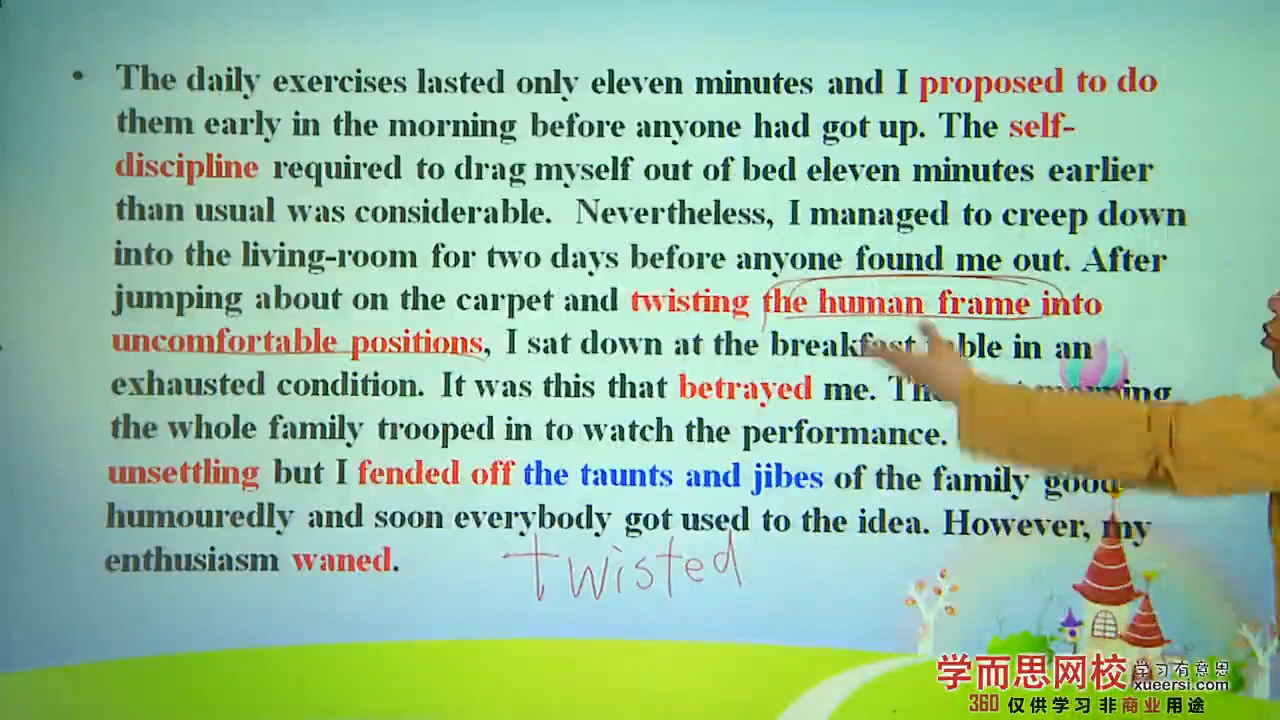 • The daily exercises lasted only eleven minutes and I proposed to do
them early in the morning before anyone had got up. The self-
discipline required to drag myself out of bed eleven minutes earlier
than usual was considerable. Nevertheless, I managed to creep down
into the living-room for two days before anyone found me out. After
jumping about on the carpet and twisting the human frame into
uncomfortable positions, I sat down at the breakfast table in an
exhausted condition. It was this that betrayed me. The
the whole family trooped in to watch the performance.
unsettling but I fended off the taunts and jibes of the family good
humouredly and soon everybody got used to the idea. However, my
enthusiasm waned.
twisted
学而思网校 学习有意思
xueersi.com
360 仅供学习 非商业用途